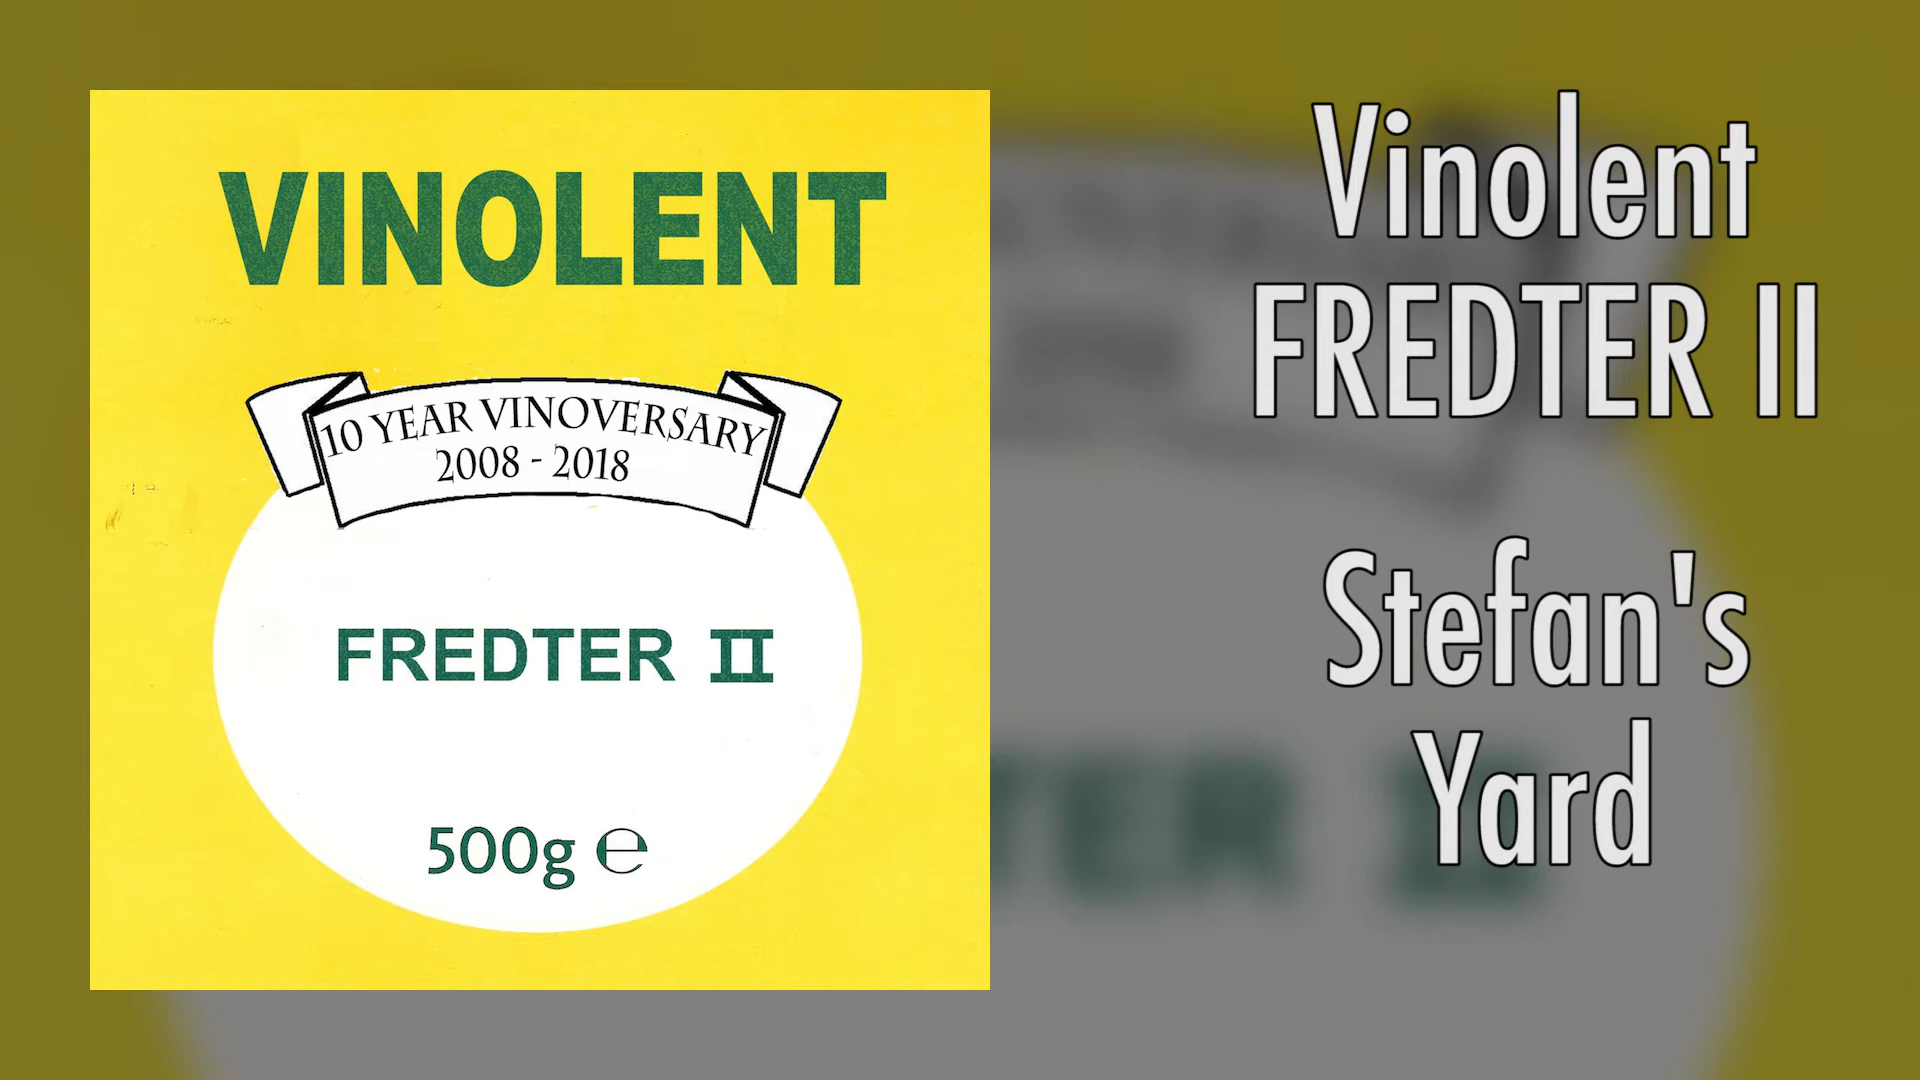 VINOLENT
10 YEAR VINOVERSARY
2008 - 2018
FREDTER II
500g ℮
Vinolent
FREDTER II
Stefan's
Yard